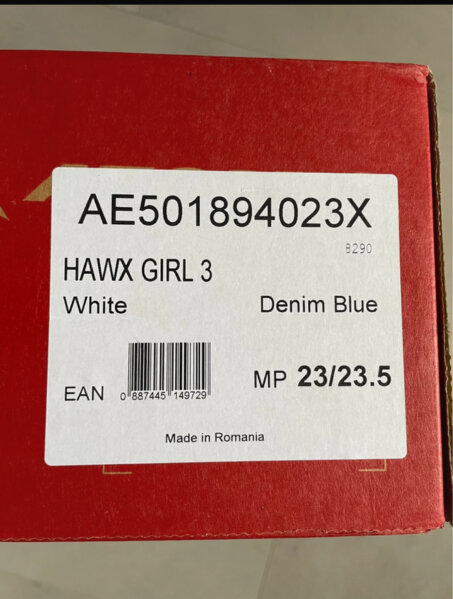 AE501894023X
8290
HAWX GIRL 3
White Denim Blue
EAN 0 887445 149729 MP 23/23.5
Made in Romania